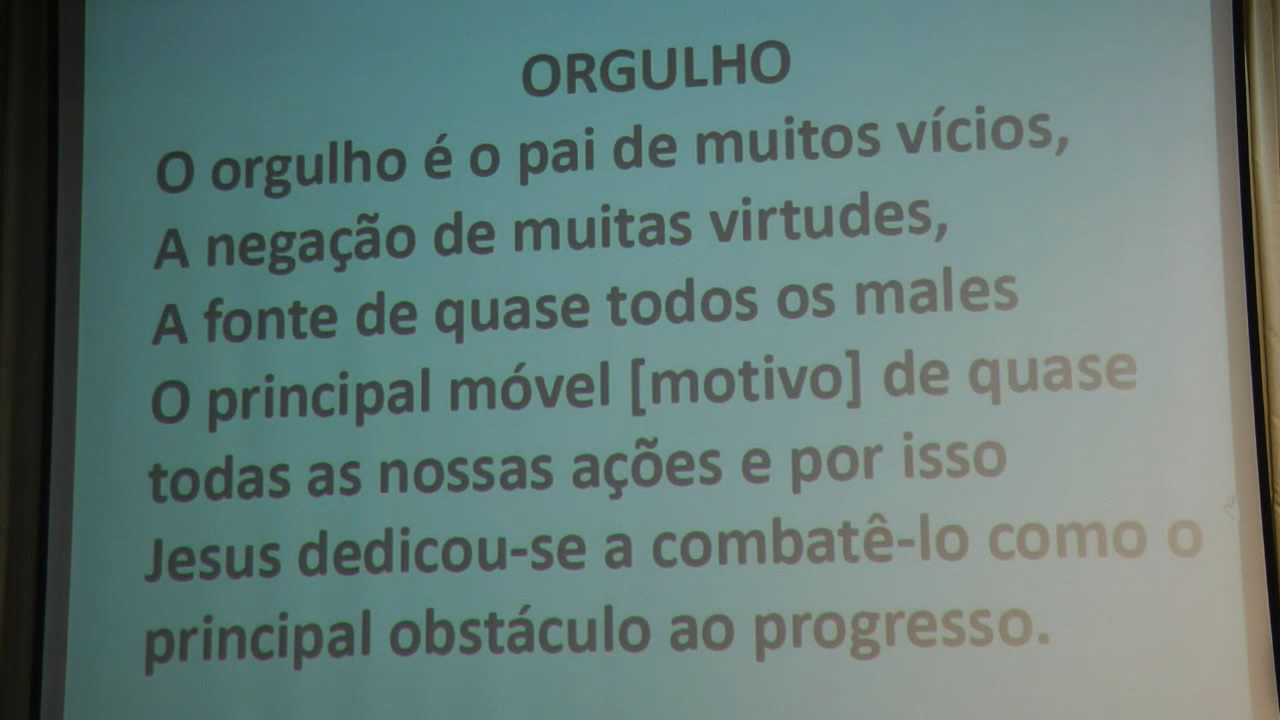 ORGULHO
O orgulho é o pai de muitos vícios,
A negação de muitas virtudes,
A fonte de quase todos os males
O principal móvel [motivo] de quase
todas as nossas ações e por isso
Jesus dedicou-se a combatê-lo como o
principal obstáculo ao progresso.